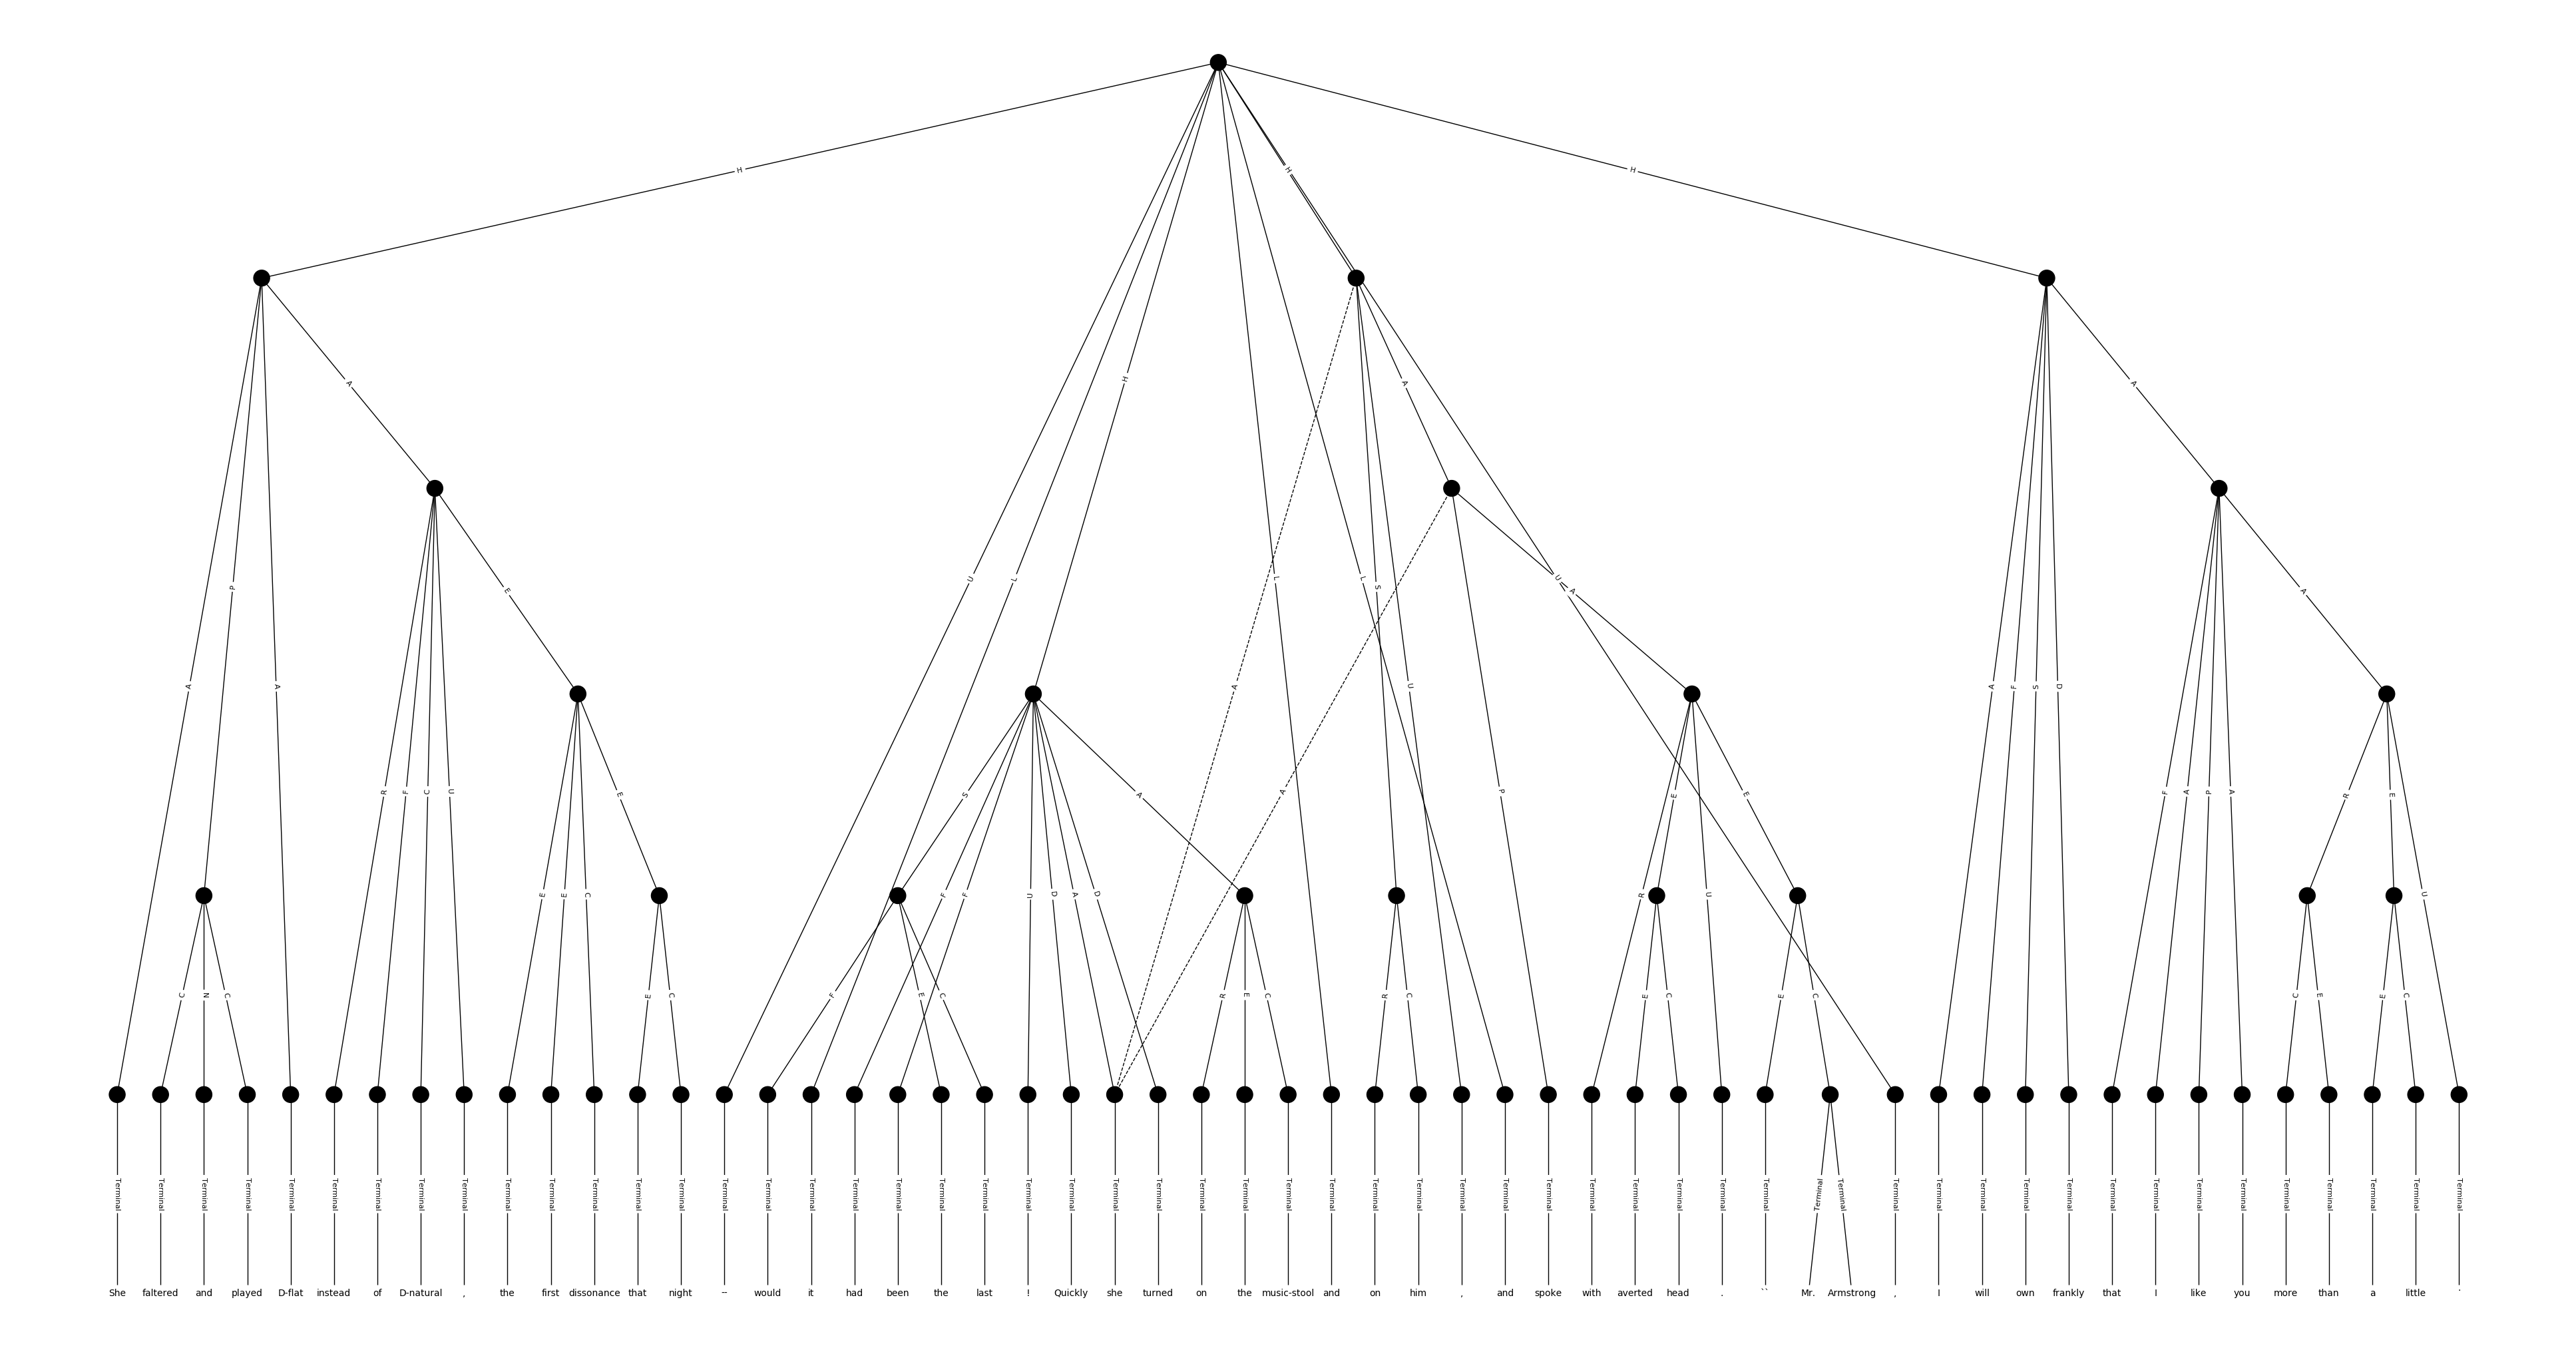 H H H
H
A A A
U L L S U U A
P E A
A A A F S D
R F C U S A A P F A P A
E E E C F F U D A D R E U E R E U
C N C E C F E C R E C R C E C E C C E E C
Terminal Terminal Terminal Terminal Terminal Terminal Terminal Terminal Terminal Terminal Terminal Terminal Terminal Terminal Terminal Terminal Terminal Terminal Terminal Terminal Terminal Terminal Terminal Terminal Terminal Terminal Terminal Terminal Terminal Terminal Terminal Terminal Terminal Terminal Terminal Terminal Terminal Terminal Terminal Terminal Terminal Terminal Terminal Terminal Terminal Terminal Terminal Terminal Terminal Terminal Terminal Terminal Terminal Terminal Terminal
She faltered and played D-flat instead of D-natural , the first dissonance that night -- would it had been the last ! Quickly she turned on the music-stool and on him , and spoke with averted head . `` Mr. Armstrong , I will own frankly that I like you more than a little '